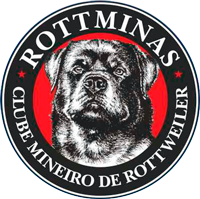 ROTTMINAS
CLUBE MINEIRO DE ROTTWEILER